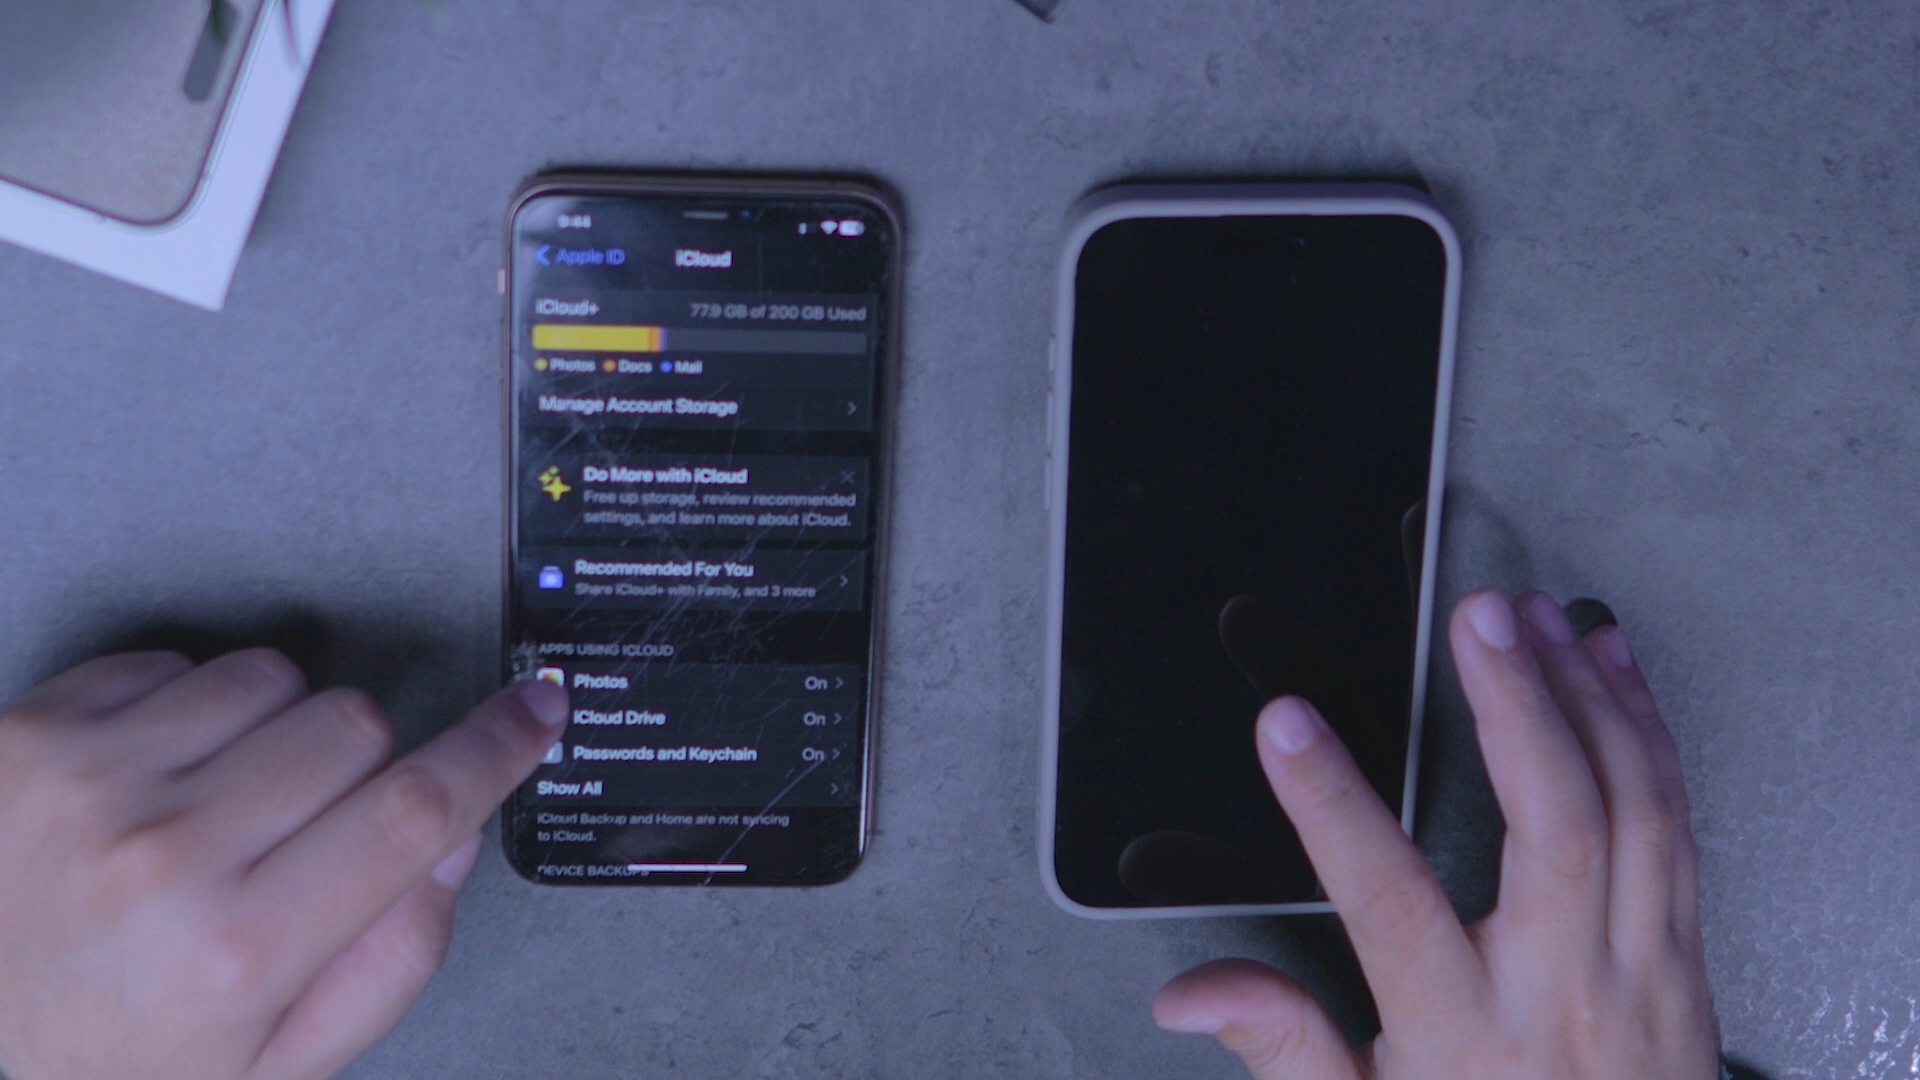 9:44
Apple ID
iCloud
iCloud+
77.9 GB of 200 GB Used
Photos Docs Mail
Manage Account Storage
Do More with iCloud
Free up storage, review recommended
settings, and learn more about iCloud.
Recommended For You
Share iCloud+ with Family, and 3 more
APPS USING ICLOUD
Photos On
iCloud Drive On
Passwords and Keychain On
Show All
iCloud Backup and Home are not syncing
to iCloud.
DEVICE BACKUPS